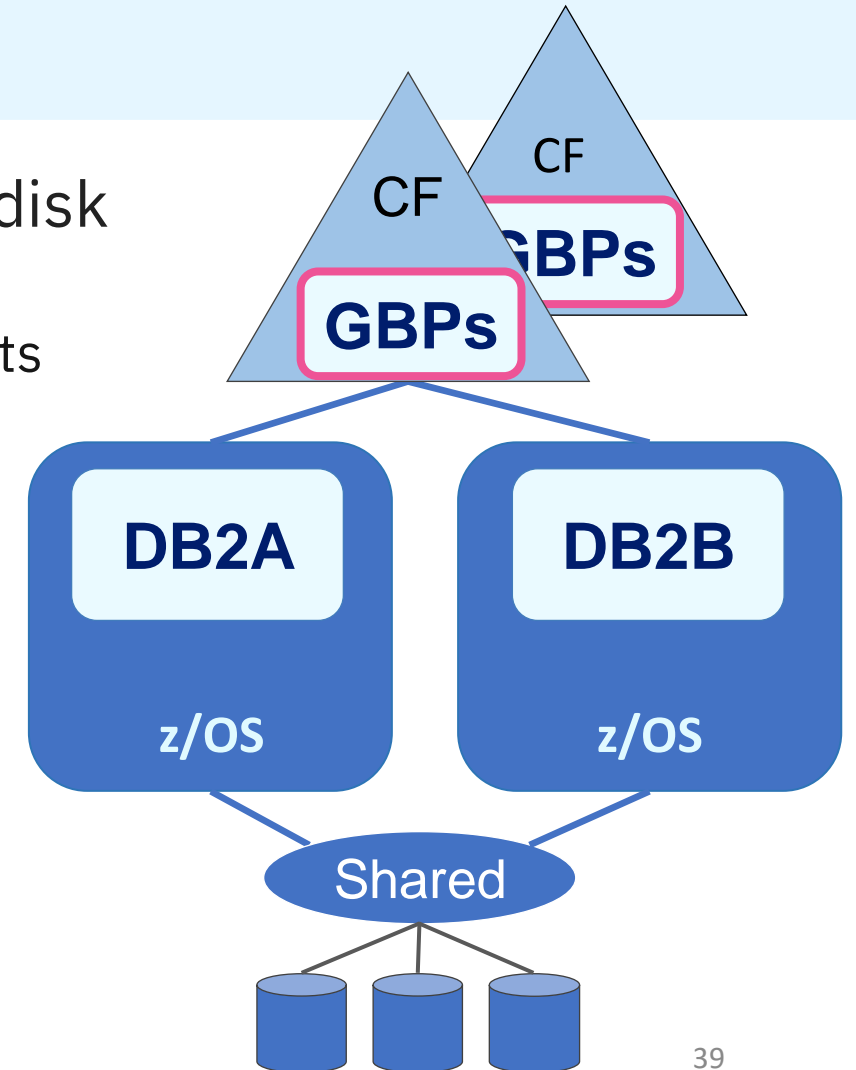 CF
disk
CF
GBPs
GBPs
ts
DB2A
DB2B
z/OS
z/OS
Shared
39